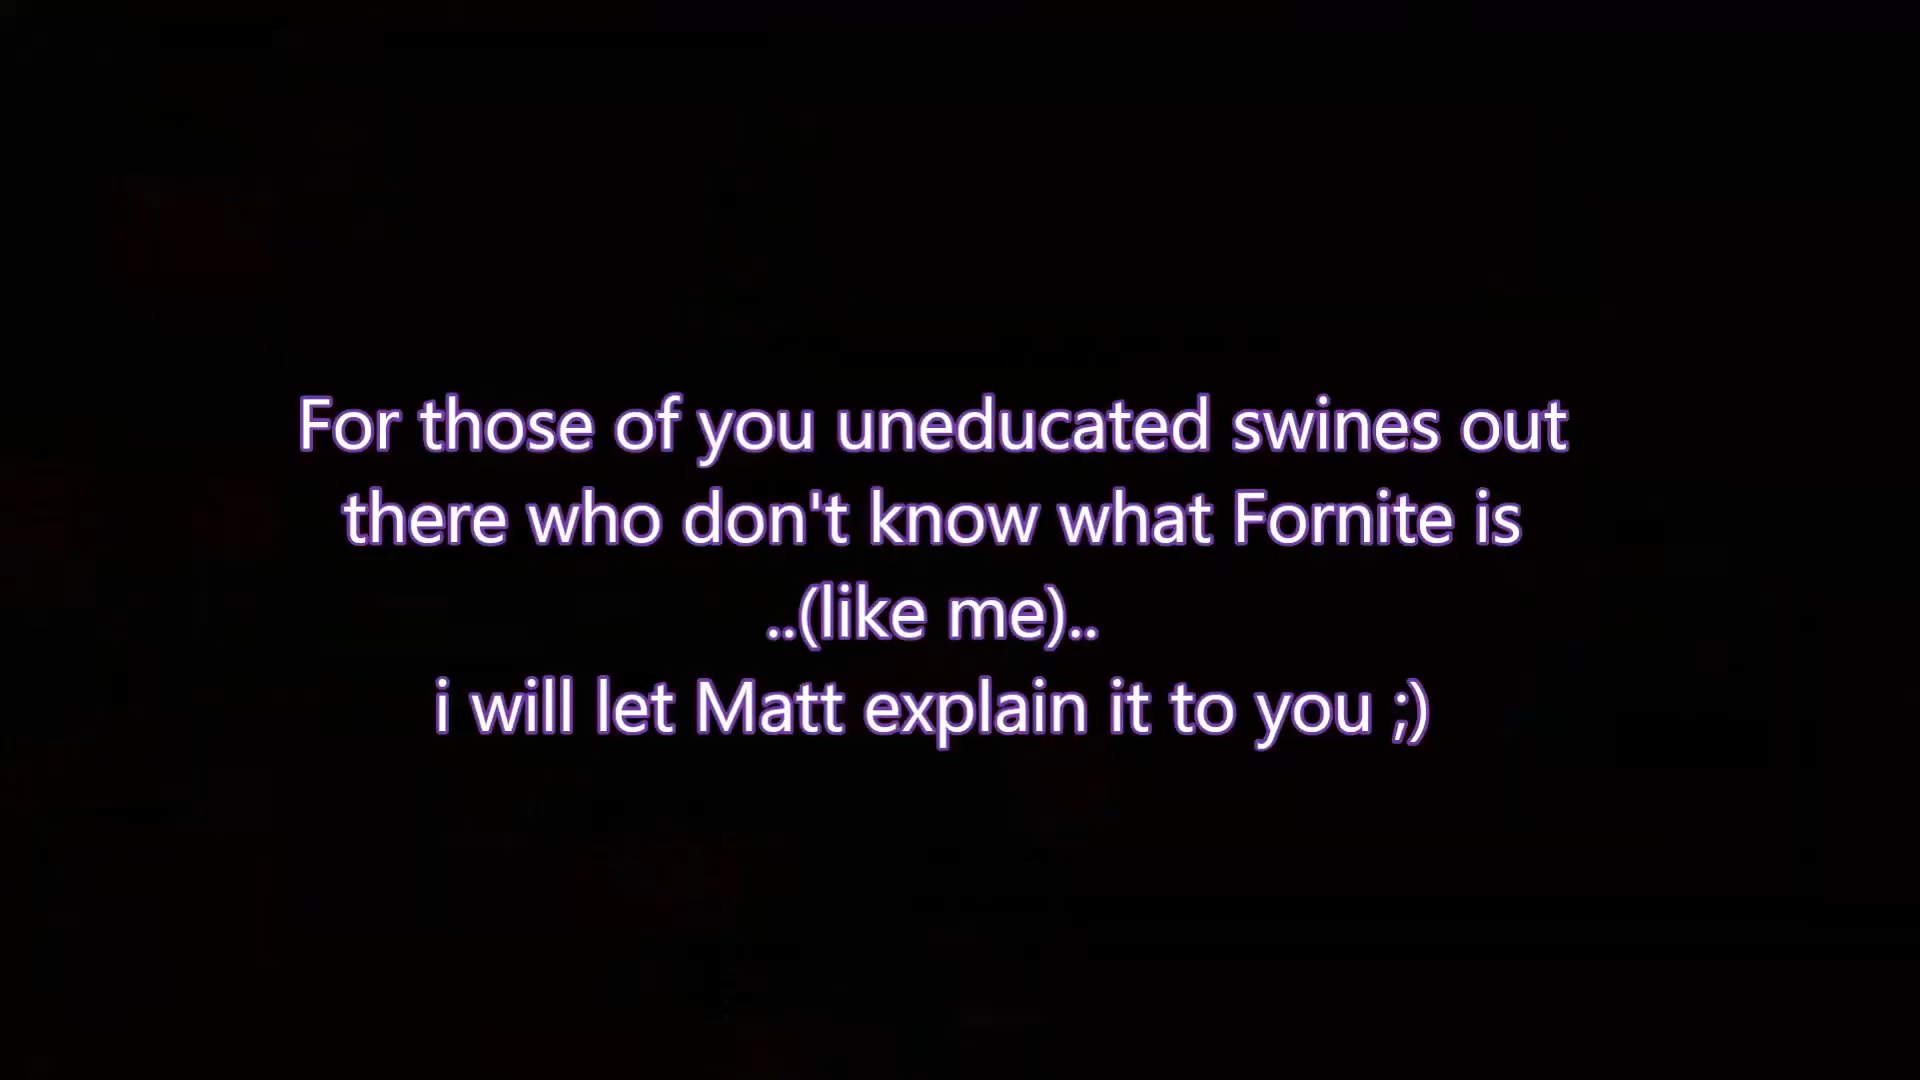 For those of you uneducated swines out
there who don't know what Fornite is
..(like me)..
i will let Matt explain it to you ;)